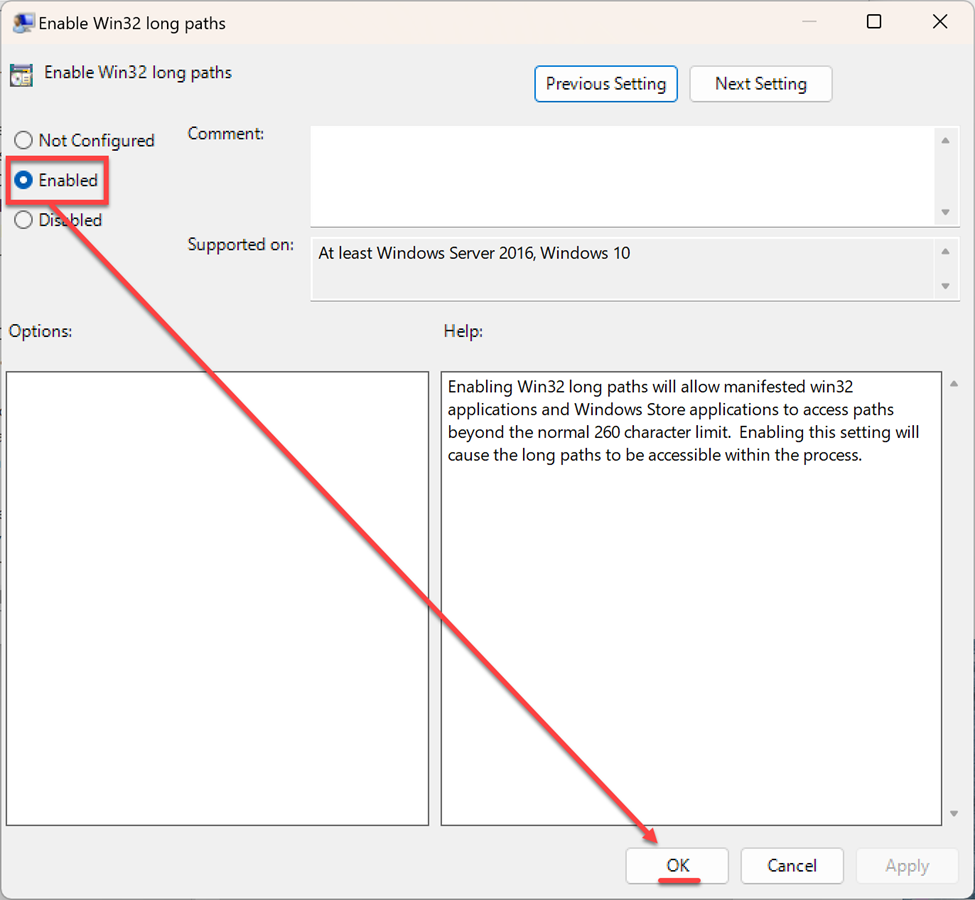 Enable Win32 long paths
Enable Win32 long paths
Previous Setting
Next Setting
Not Configured
Enabled
Disabled
Comment:
Supported on:
At least Windows Server 2016, Windows 10
Options:
Help:
Enabling Win32 long paths will allow manifested win32
applications and Windows Store applications to access paths
beyond the normal 260 character limit.  Enabling this setting will
cause the long paths to be accessible within the process.
OK
Cancel
Apply